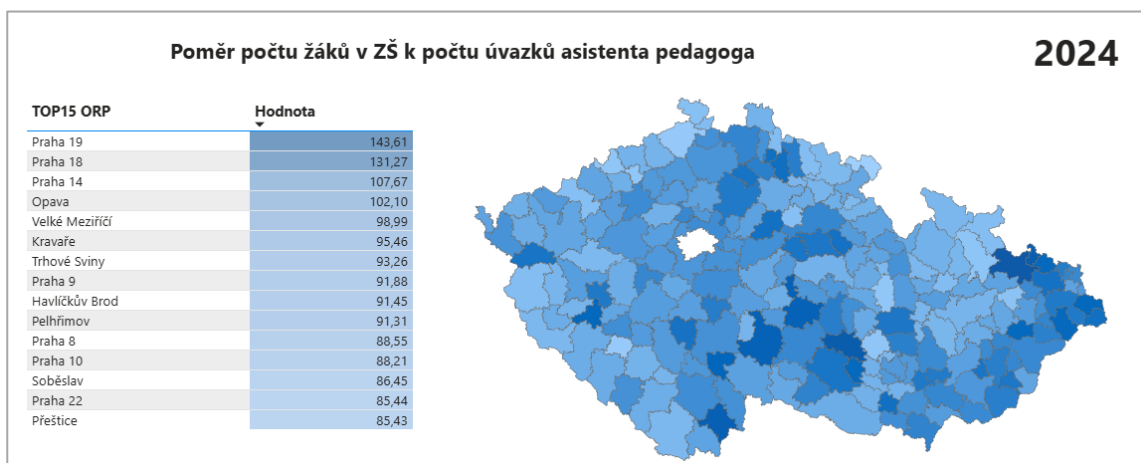 Poměr počtu žáků v ZŠ k počtu úvazků asistenta pedagoga
2024
TOP15 ORP Hodnota
Praha 19 143,61
Praha 18 131,27
Praha 14 107,67
Opava 102,10
Velké Meziříčí 98,99
Kravaře 95,46
Trhové Sviny 93,26
Praha 9 91,88
Havlíčkův Brod 91,45
Pelhřimov 91,31
Praha 8 88,55
Praha 10 88,21
Soběslav 86,45
Praha 22 85,44
Přeštice 85,43